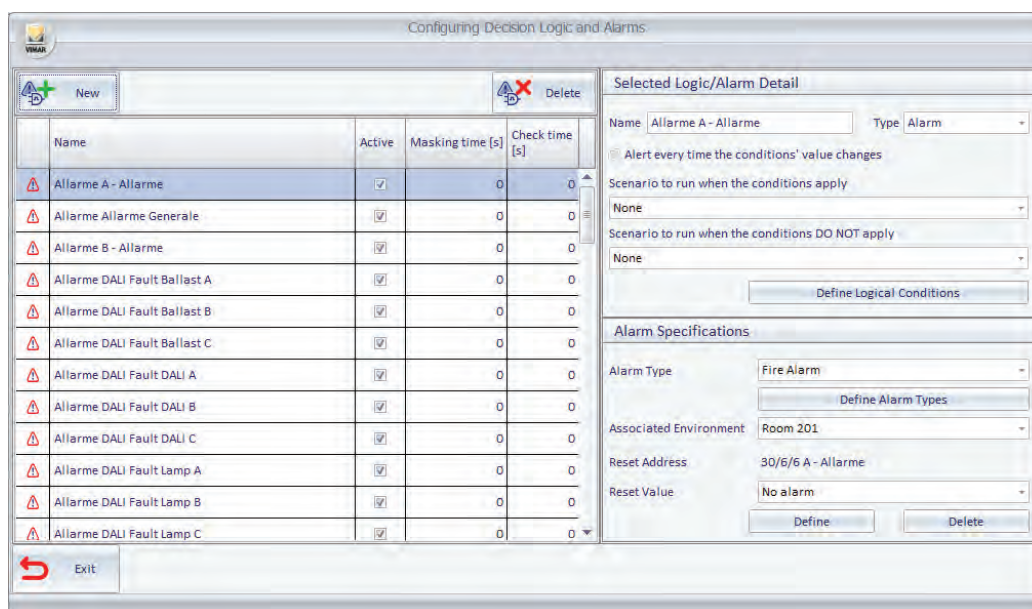 Configuring Decision Logic and Alarms
VIMAR
New
Delete
Name Active Masking time [s] Check time [s]
Allarme A - Allarme 0 0
Allarme Allarme Generale 0 0
Allarme B - Allarme 0 0
Allarme DALI Fault Ballast A 0 0
Allarme DALI Fault Ballast B 0 0
Allarme DALI Fault Ballast C 0 0
Allarme DALI Fault DALI A 0 0
Allarme DALI Fault DALI B 0 0
Allarme DALI Fault DALI C 0 0
Allarme DALI Fault Lamp A 0 0
Allarme DALI Fault Lamp B 0 0
Allarme DALI Fault Lamp C 0 0
Exit
Selected Logic/Alarm Detail
Name Allarme A - Allarme Type Alarm
Alert every time the conditions' value changes
Scenario to run when the conditions apply
None
Scenario to run when the conditions DO NOT apply
None
Define Logical Conditions
Alarm Specifications
Alarm Type Fire Alarm
Define Alarm Types
Associated Environment Room 201
Reset Address 30/6/6 A - Allarme
Reset Value No alarm
Define Delete